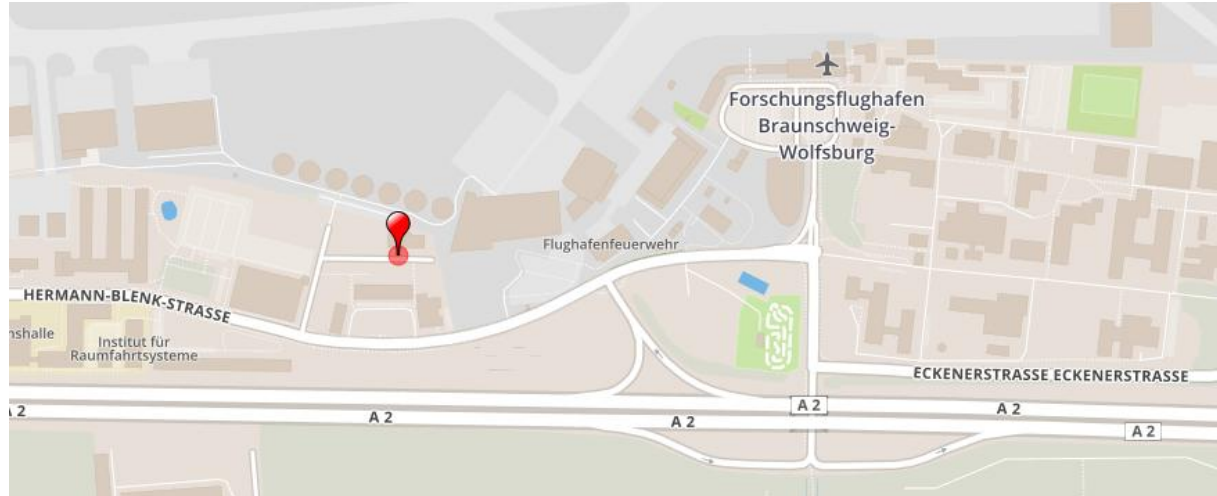 Forschungsflughafen
Braunschweig-
Wolfsburg
Flughafenfeuerwehr
HERMANN-BLENK-STRASSE
nshalle
Institut für
Raumfahrtsysteme
ECKENERSTRASSE ECKENERSTRASSE
A 2
A 2
A 2
A 2
A 2
A 2